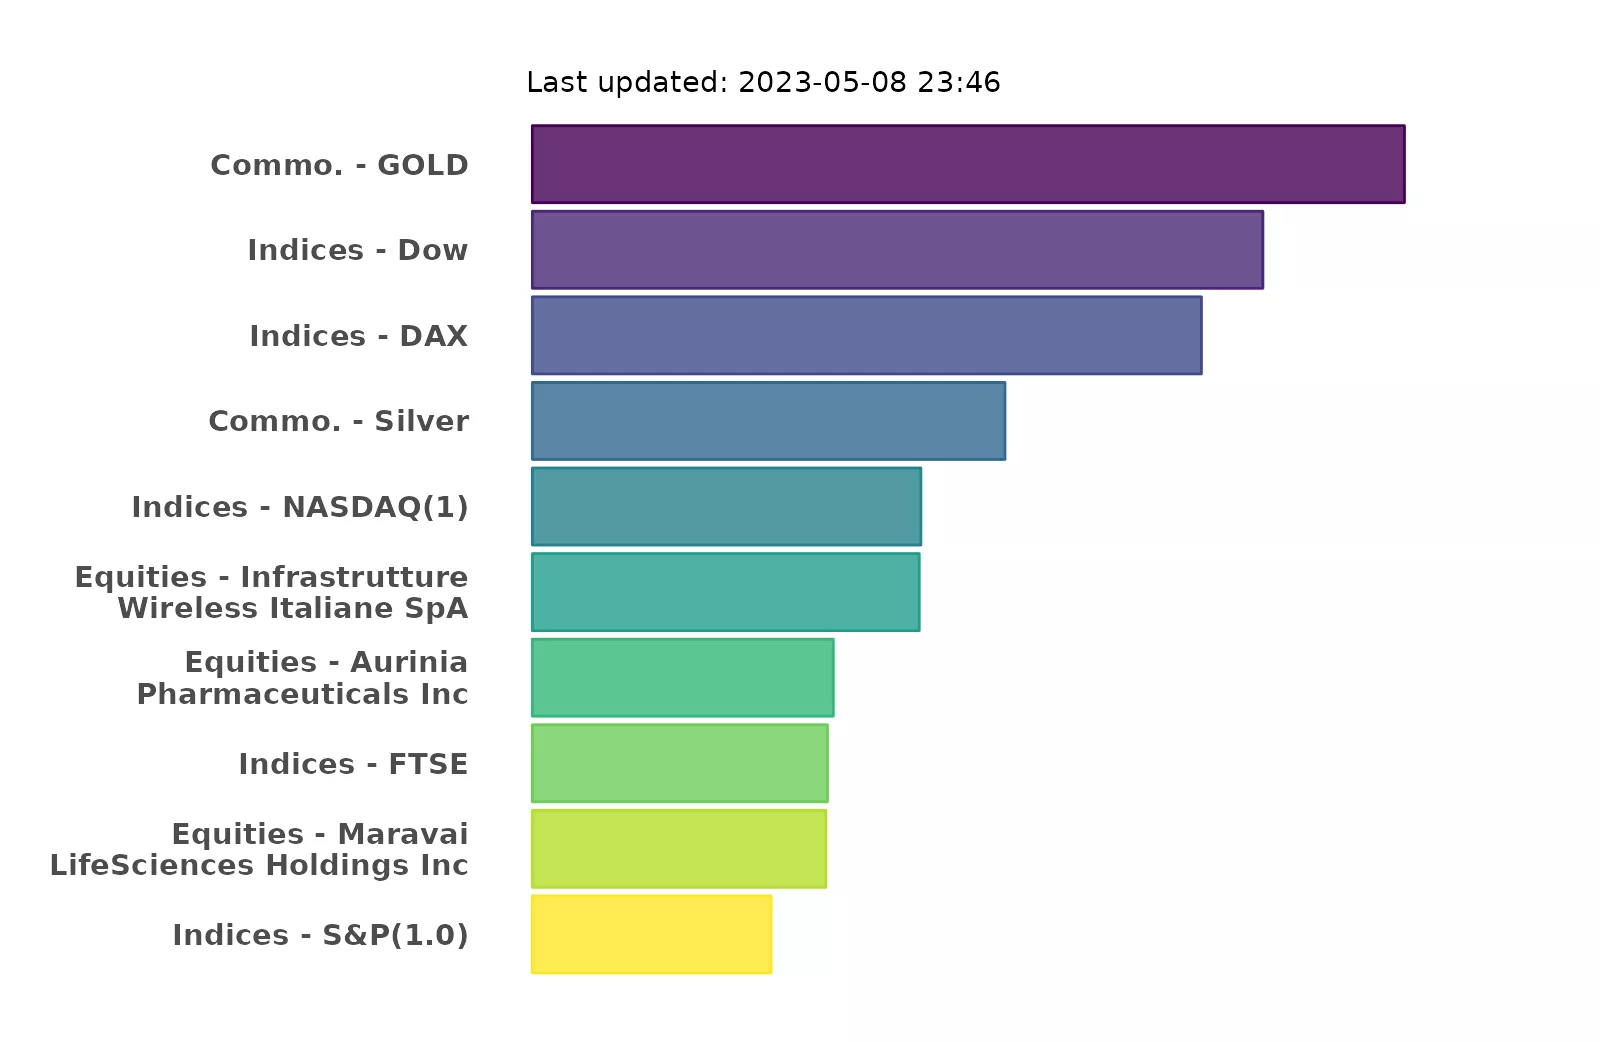 Last updated: 2023-05-08 23:46
Commo. - GOLD
Indices - Dow
Indices - DAX
Commo. - Silver
Indices - NASDAQ(1)
Equities - Infrastrutture
Wireless Italiane SpA
Equities - Aurinia
Pharmaceuticals Inc
Indices - FTSE
Equities - Maravai
LifeSciences Holdings Inc
Indices - S&P(1.0)